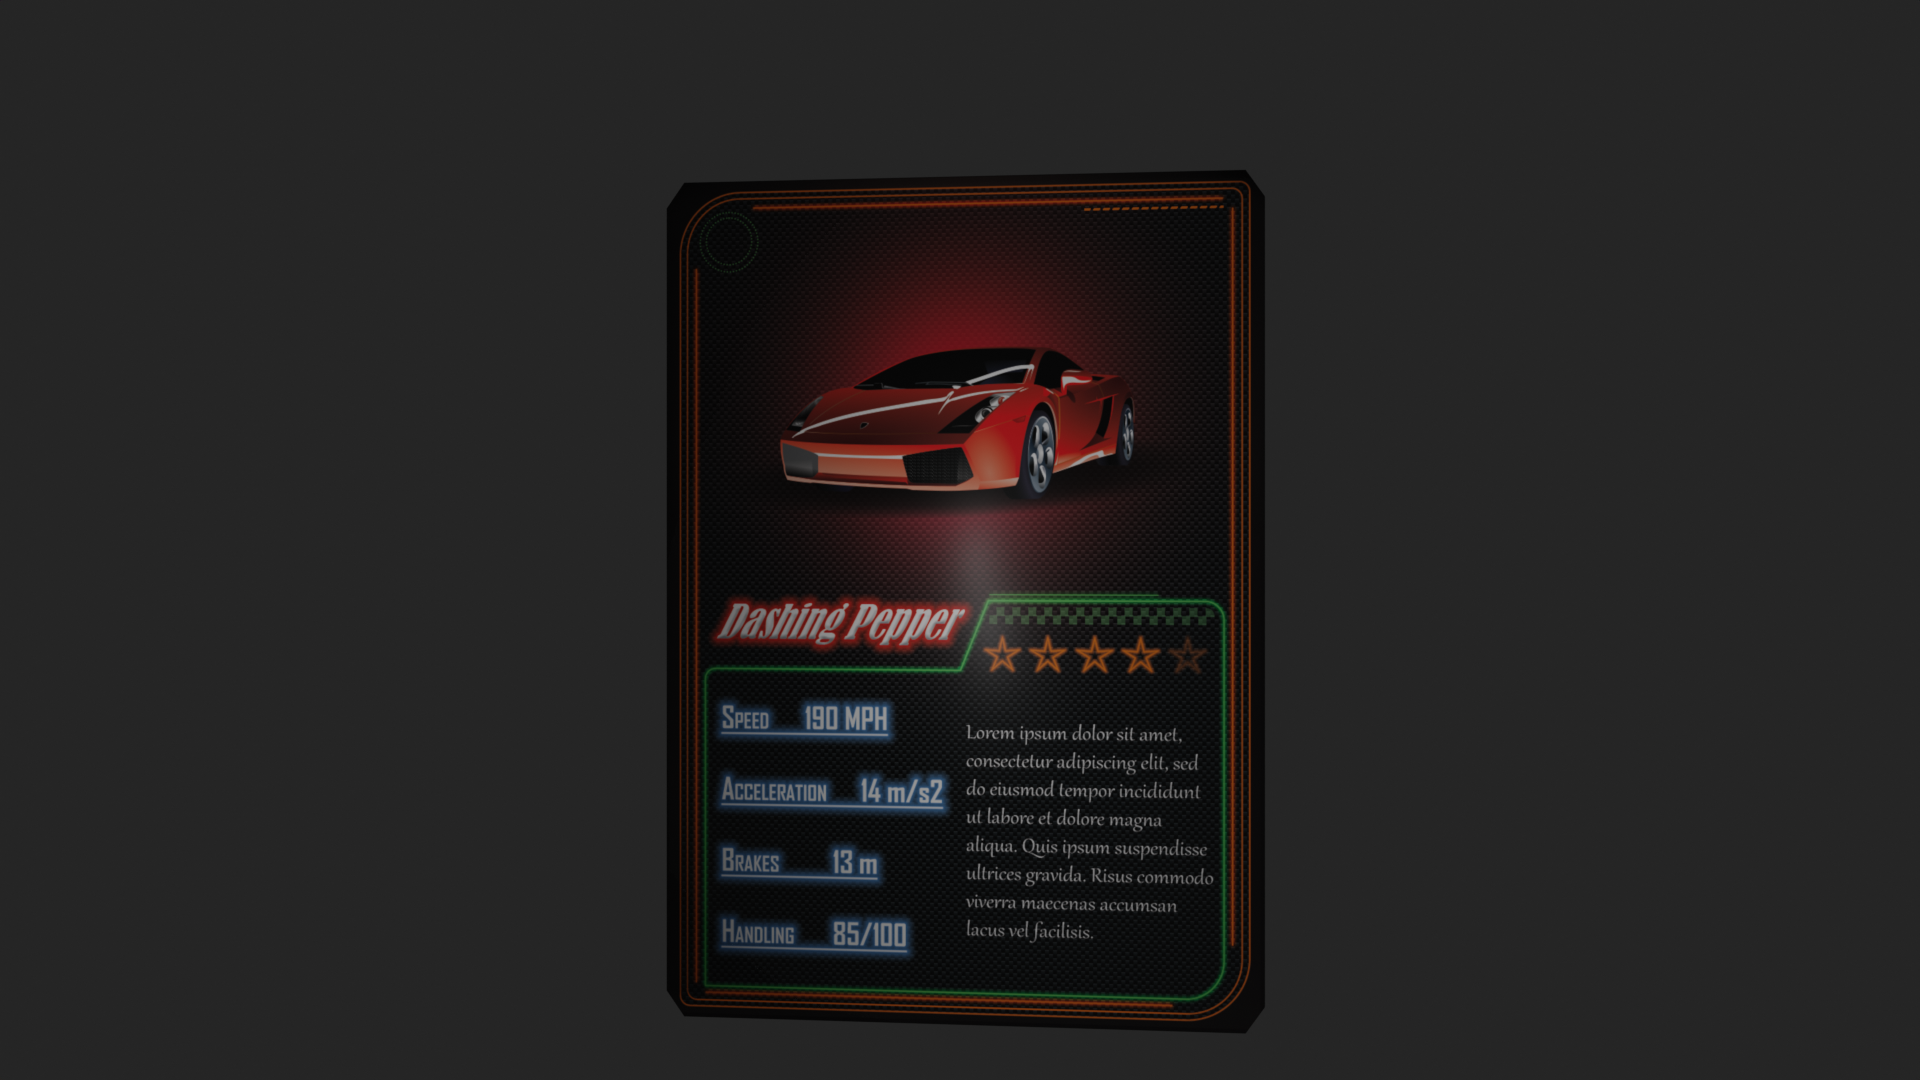 Dashing Pepper
Speed 190 MPH
Acceleration 14 m/s2
Brakes 13 m
Handling 85/100
Lorem ipsum dolor sit amet,
consectetur adipiscing elit, sed
do eiusmod tempor incididunt
ut labore et dolore magna
aliqua. Quis ipsum suspendisse
ultrices gravida. Risus commodo
viverra maecenas accumsan
lacus vel facilisis.